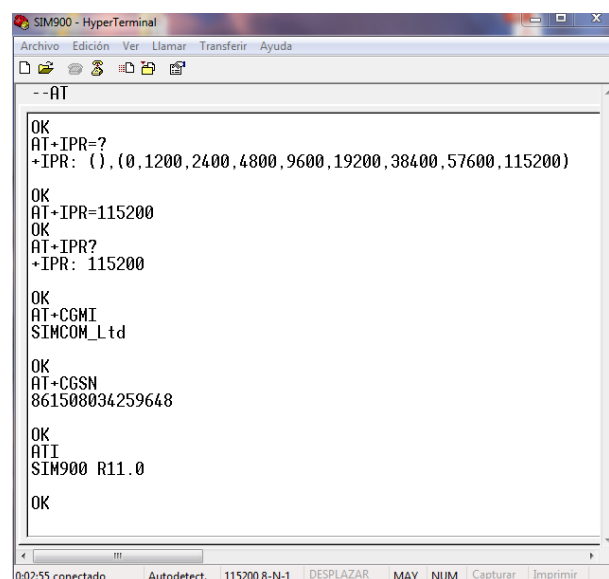 SIM900 - HyperTerminal
Archivo Edición Ver Llamar Transferir Ayuda
--AT
OK
AT+IPR=?
+IPR: (),(0,1200,2400,4800,9600,19200,38400,57600,115200)
OK
AT+IPR=115200
OK
AT+IPR?
+IPR: 115200
OK
AT+CGMI
SIMCOM_Ltd
OK
AT+CGSN
861508034259648
OK
ATI
SIM900 R11.0
OK
0:02:55 conectado Autodetect. 115200 8-N-1 DESPLAZAR MAY NUM Capturar Imprimir